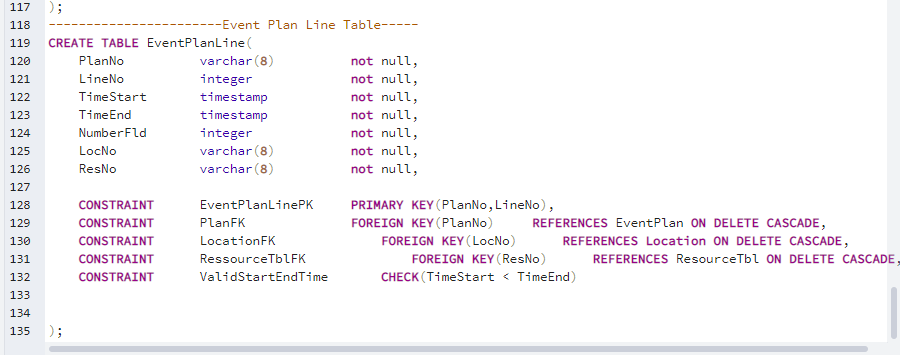 117 );
118 -----------------------Event Plan Line Table-----
119 CREATE TABLE EventPlanLine(
120 PlanNo varchar(8) not null,
121 LineNo integer not null,
122 TimeStart timestamp not null,
123 TimeEnd timestamp not null,
124 NumberFld integer not null,
125 LocNo varchar(8) not null,
126 ResNo varchar(8) not null,
127
128 CONSTRAINT EventPlanLinePK PRIMARY KEY(PlanNo,LineNo),
129 CONSTRAINT PlanFK FOREIGN KEY(PlanNo) REFERENCES EventPlan ON DELETE CASCADE,
130 CONSTRAINT LocationFK FOREIGN KEY(LocNo) REFERENCES Location ON DELETE CASCADE,
131 CONSTRAINT RessourceTblFK FOREIGN KEY(ResNo) REFERENCES ResourceTbl ON DELETE CASCADE,
132 CONSTRAINT ValidStartEndTime CHECK(TimeStart < TimeEnd)
133
134
135 );